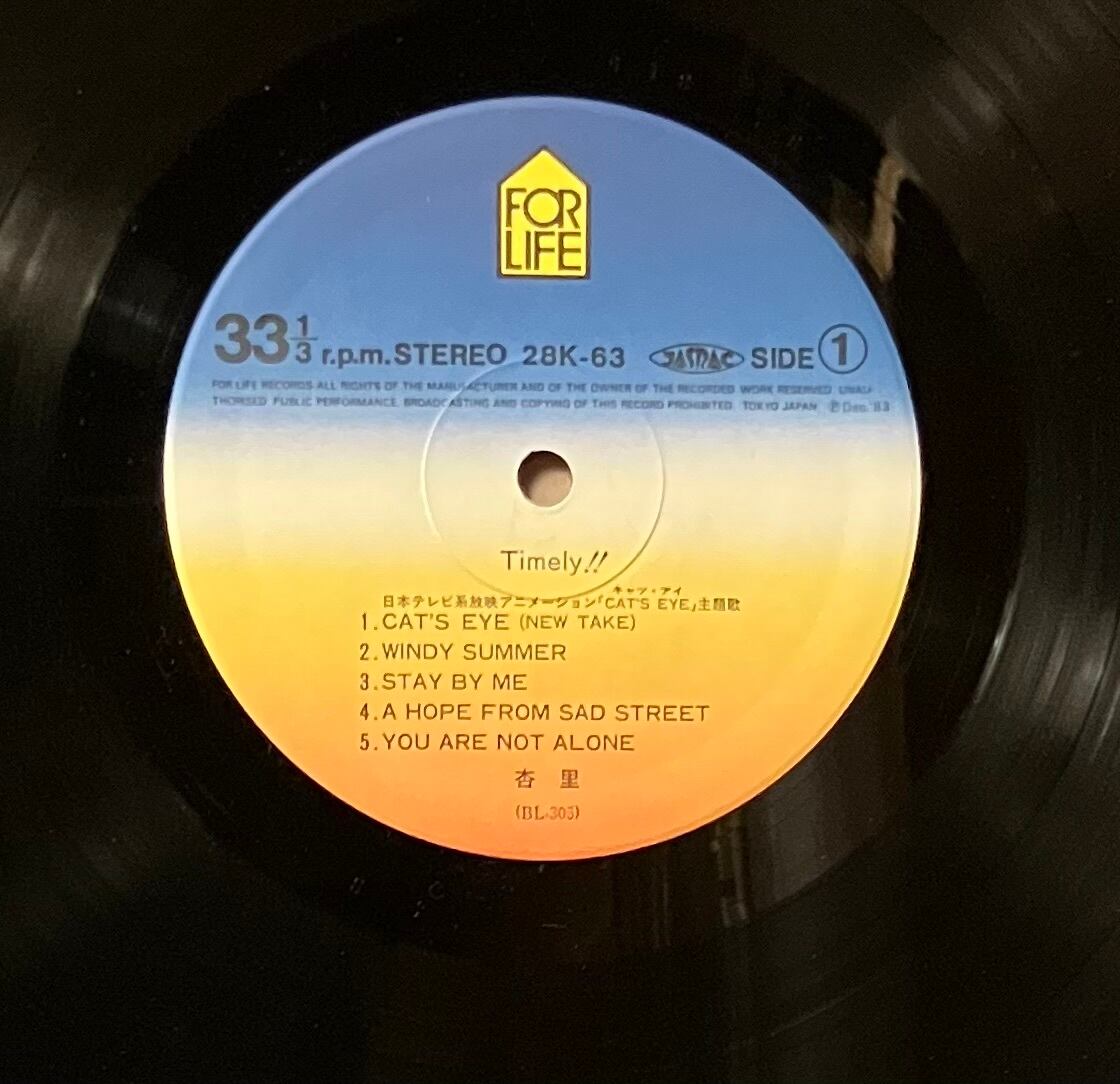 FOR
LIFE
33 1/3 r.p.m. STEREO 28K-63 JASRAC SIDE 1
FOR LIFE RECORDS·ALL RIGHTS OF THE MANUFACTURER AND OF THE OWNER OF THE RECORDED WORK RESERVED. UNAU-
THORISED PUBLIC PERFORMANCE, BROADCASTING AND COPYING OF THIS RECORD PROHIBITED. TOKYO JAPAN Ⓟ Dec. '83
Timely!!
キャッツ・アイ
日本テレビ系放映アニメーション「CAT'S EYE」主題歌
1.CAT'S EYE (NEW TAKE)
2.WINDY SUMMER
3.STAY BY ME
4.A HOPE FROM SAD STREET
5.YOU ARE NOT ALONE
杏 里
(BL-305)